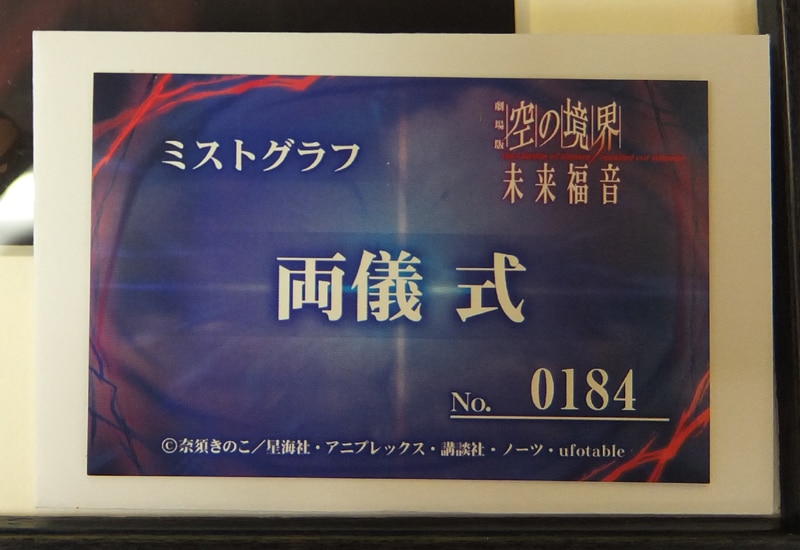 ミストグラフ
劇場版
空の境界
未来福音
両儀 式
No. 0184
©奈須きのこ／星海社・アニプレックス・講談社・ノーツ・ufotable